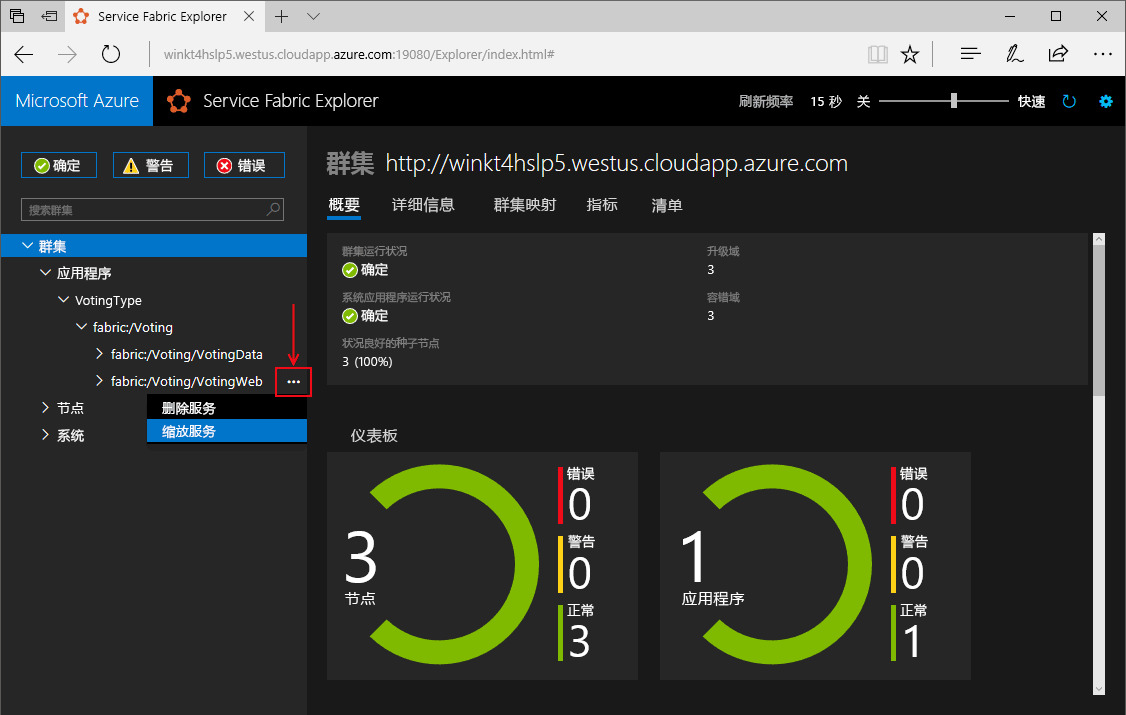 Service Fabric Explorer
winkt4hslp5.westus.cloudapp.azure.com:19080/Explorer/index.html#
Microsoft Azure
Service Fabric Explorer
刷新频率 15 秒 关 快速
确定 警告 错误
搜索群集
群集
应用程序
VotingType
fabric:/Voting
fabric:/Voting/VotingData
fabric:/Voting/VotingWeb
删除服务
缩放服务
节点
系统
群集 http://winkt4hslp5.westus.cloudapp.azure.com
概要 详细信息 群集映射 指标 清单
群集运行状况
确定
系统应用程序运行状况
确定
状况良好的种子节点
3 (100%)
升级域
3
容错域
3
仪表板
3
节点
错误
0
警告
0
正常
3
1
应用程序
错误
0
警告
0
正常
1